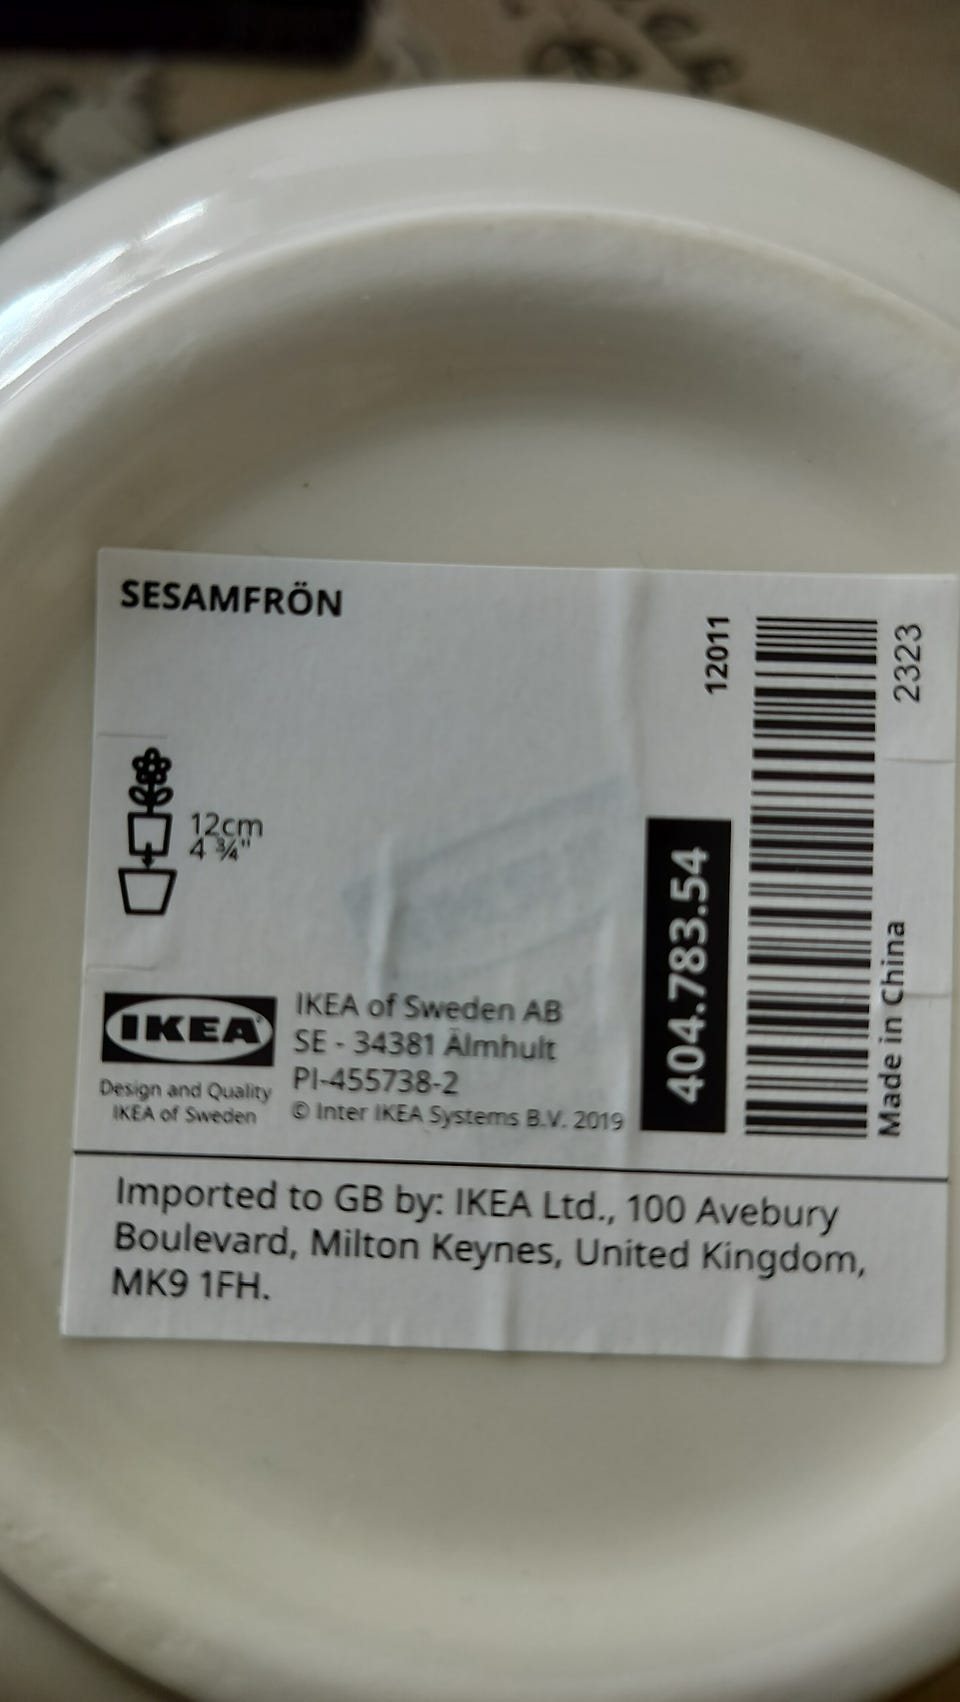 SESAMFRÖN
12cm
4 ¾"
IKEA
Design and Quality
IKEA of Sweden
IKEA of Sweden AB
SE - 34381 Älmhult
PI-455738-2
© Inter IKEA Systems B.V. 2019
404.783.54
12011
2323
Made in China
Imported to GB by: IKEA Ltd., 100 Avebury
Boulevard, Milton Keynes, United Kingdom,
MK9 1FH.